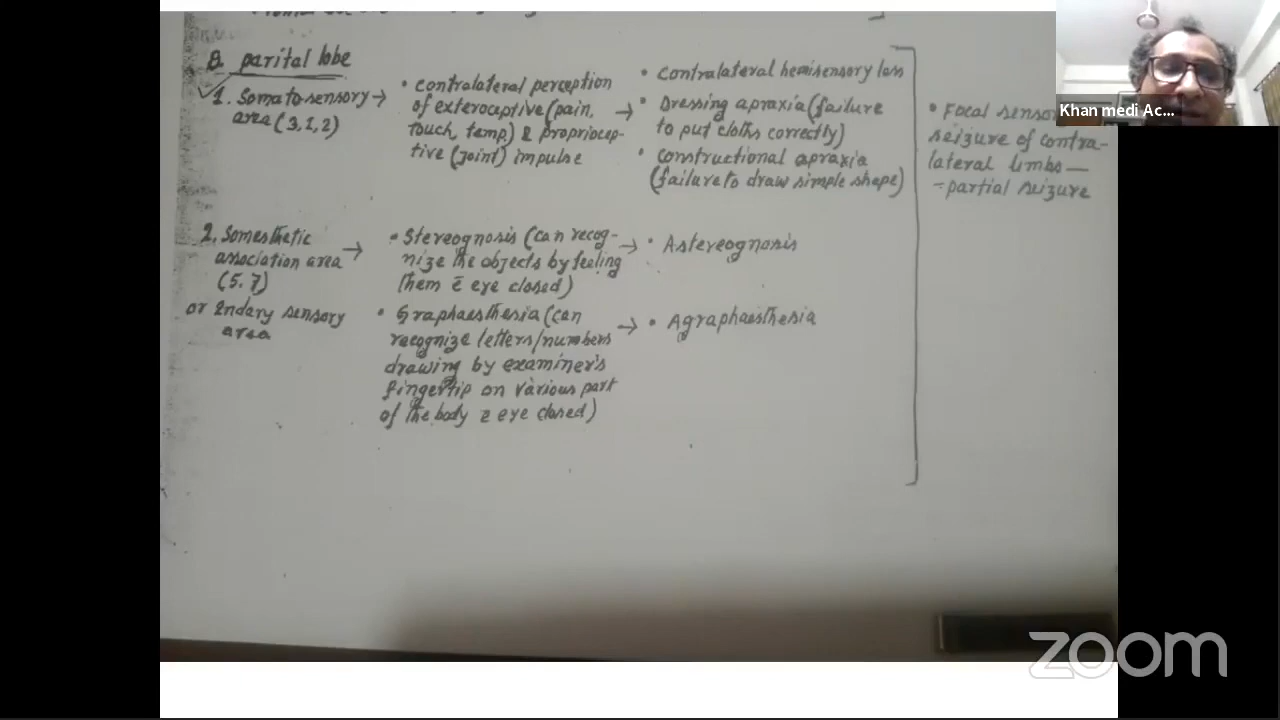 B. parital lobe
1. Somato-sensory →
area (3,1,2)
• contralateral perception
of exteroceptive (pain, →
touch, temp) & propriocep-
tive (joint) impulse
• contralateral hemisensory loss
• Dressing apraxia (failure
to put cloths correctly)
• constructional apraxia
(failure to draw simple shape)
• Focal sensor
seizure of contra-
lateral limbs —
- partial seizure
2. Somesthetic →
association area
(5.7)
or 2ndary sensory
area
• Stereognosis (can recog- →
nize the objects by feeling
them c̄ eye closed)
• Graphaesthesia (can →
recognize letters/numbers
drawing by examiner's
fingertip on various part
of the body c̄ eye closed)
• Astereognosis
• Agraphaesthesia
Khan medi Ac...
zoom